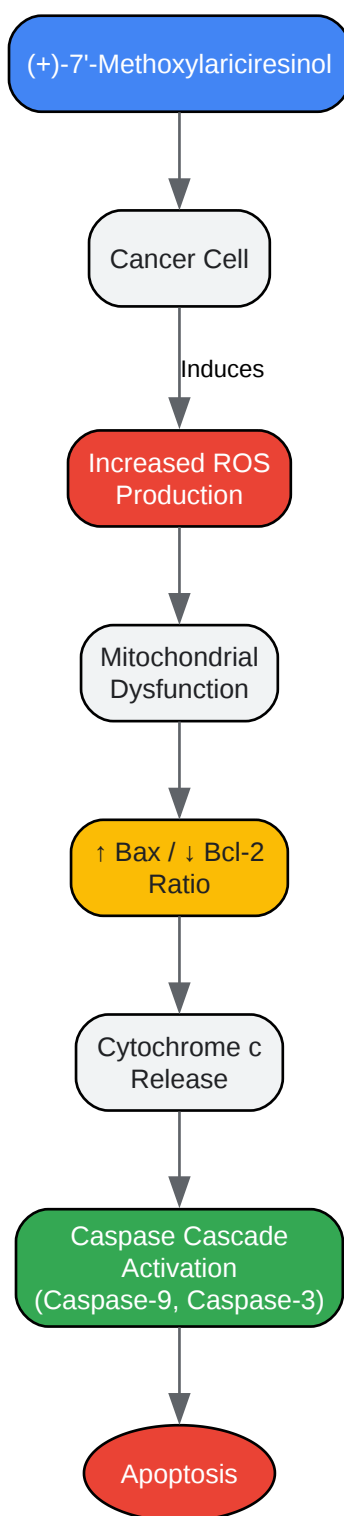 (+)-7'-Methoxylariciresinol
Cancer Cell
Induces
Increased ROS
Production
Mitochondrial
Dysfunction
↑ Bax / ↓ Bcl-2
Ratio
Cytochrome c
Release
Caspase Cascade
Activation
(Caspase-9, Caspase-3)
Apoptosis